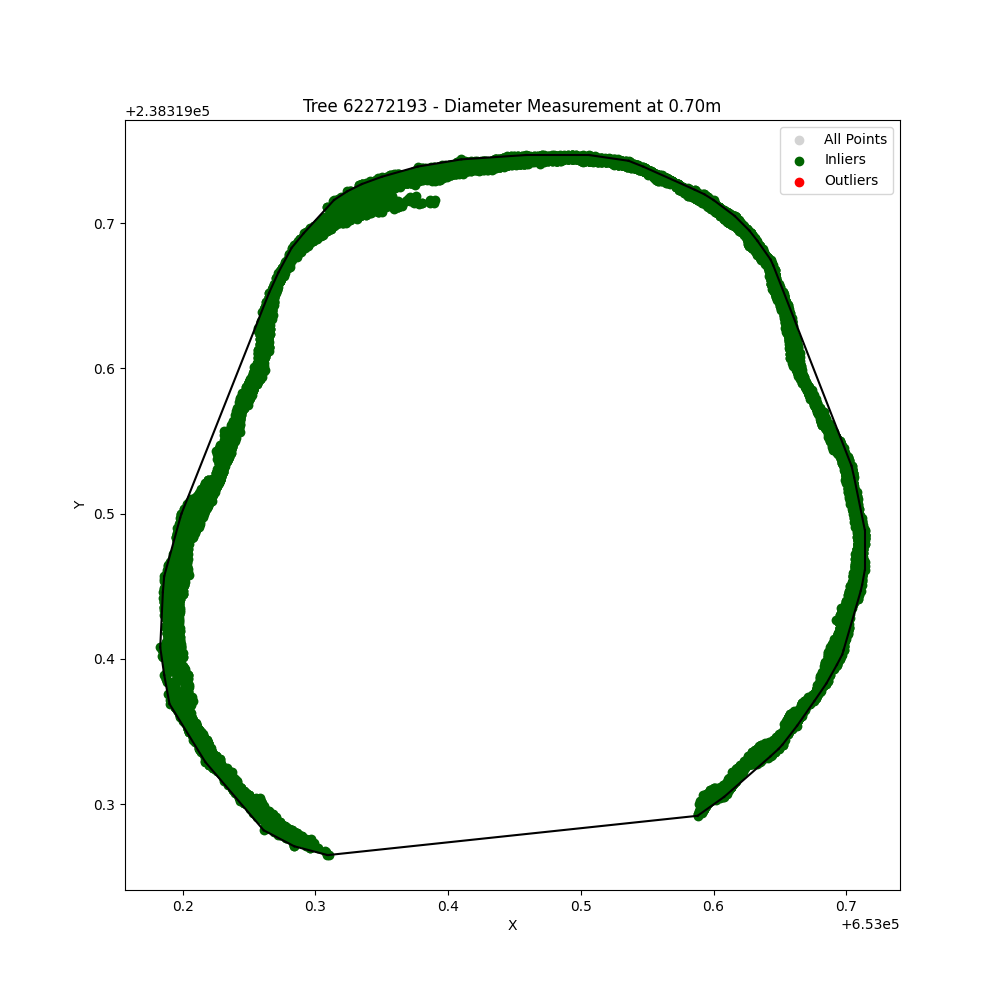 Tree 62272193 - Diameter Measurement at 0.70m
+2.38319e5
All Points
Inliers
Outliers
0.7
0.6
0.5
0.4
0.3
Y
0.2 0.3 0.4 0.5 0.6 0.7
X
+6.53e5